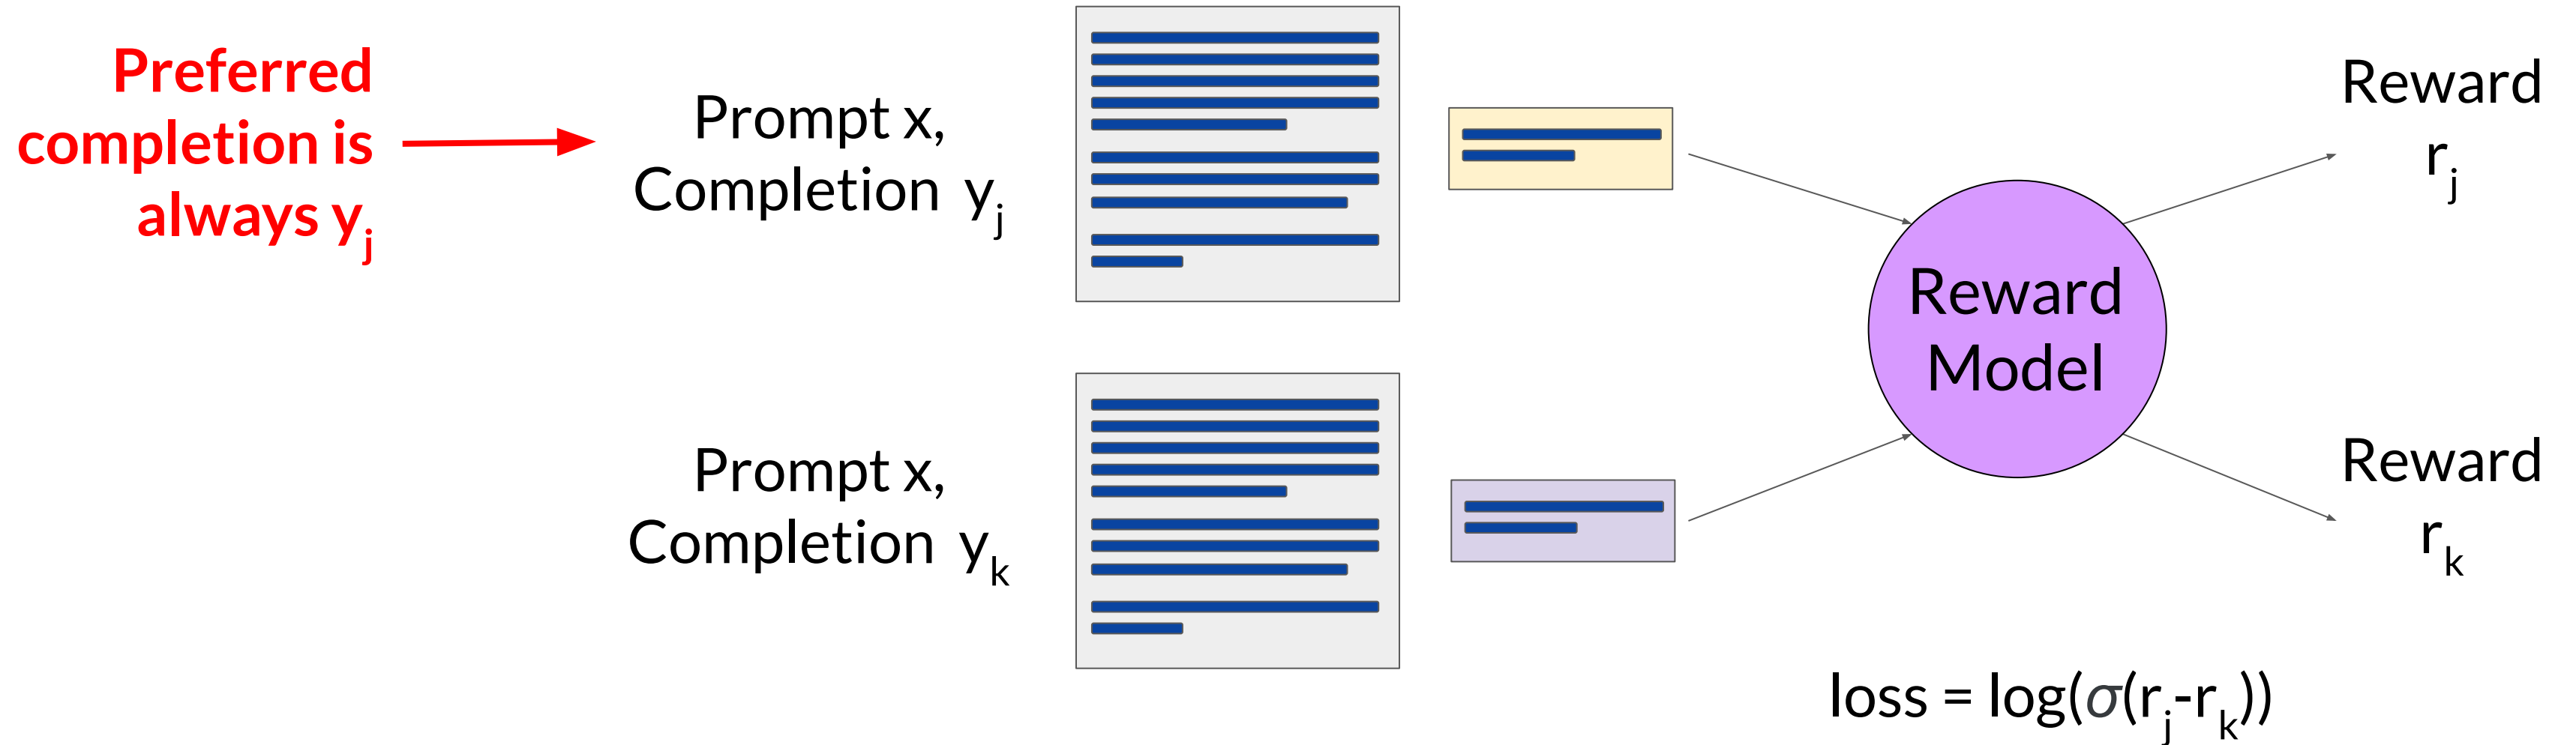 Preferred
completion is
always yj
Prompt x,
Completion yj
Prompt x,
Completion yk
Reward
Model
Reward
rj
Reward
rk
loss = log(σ(rj-rk))